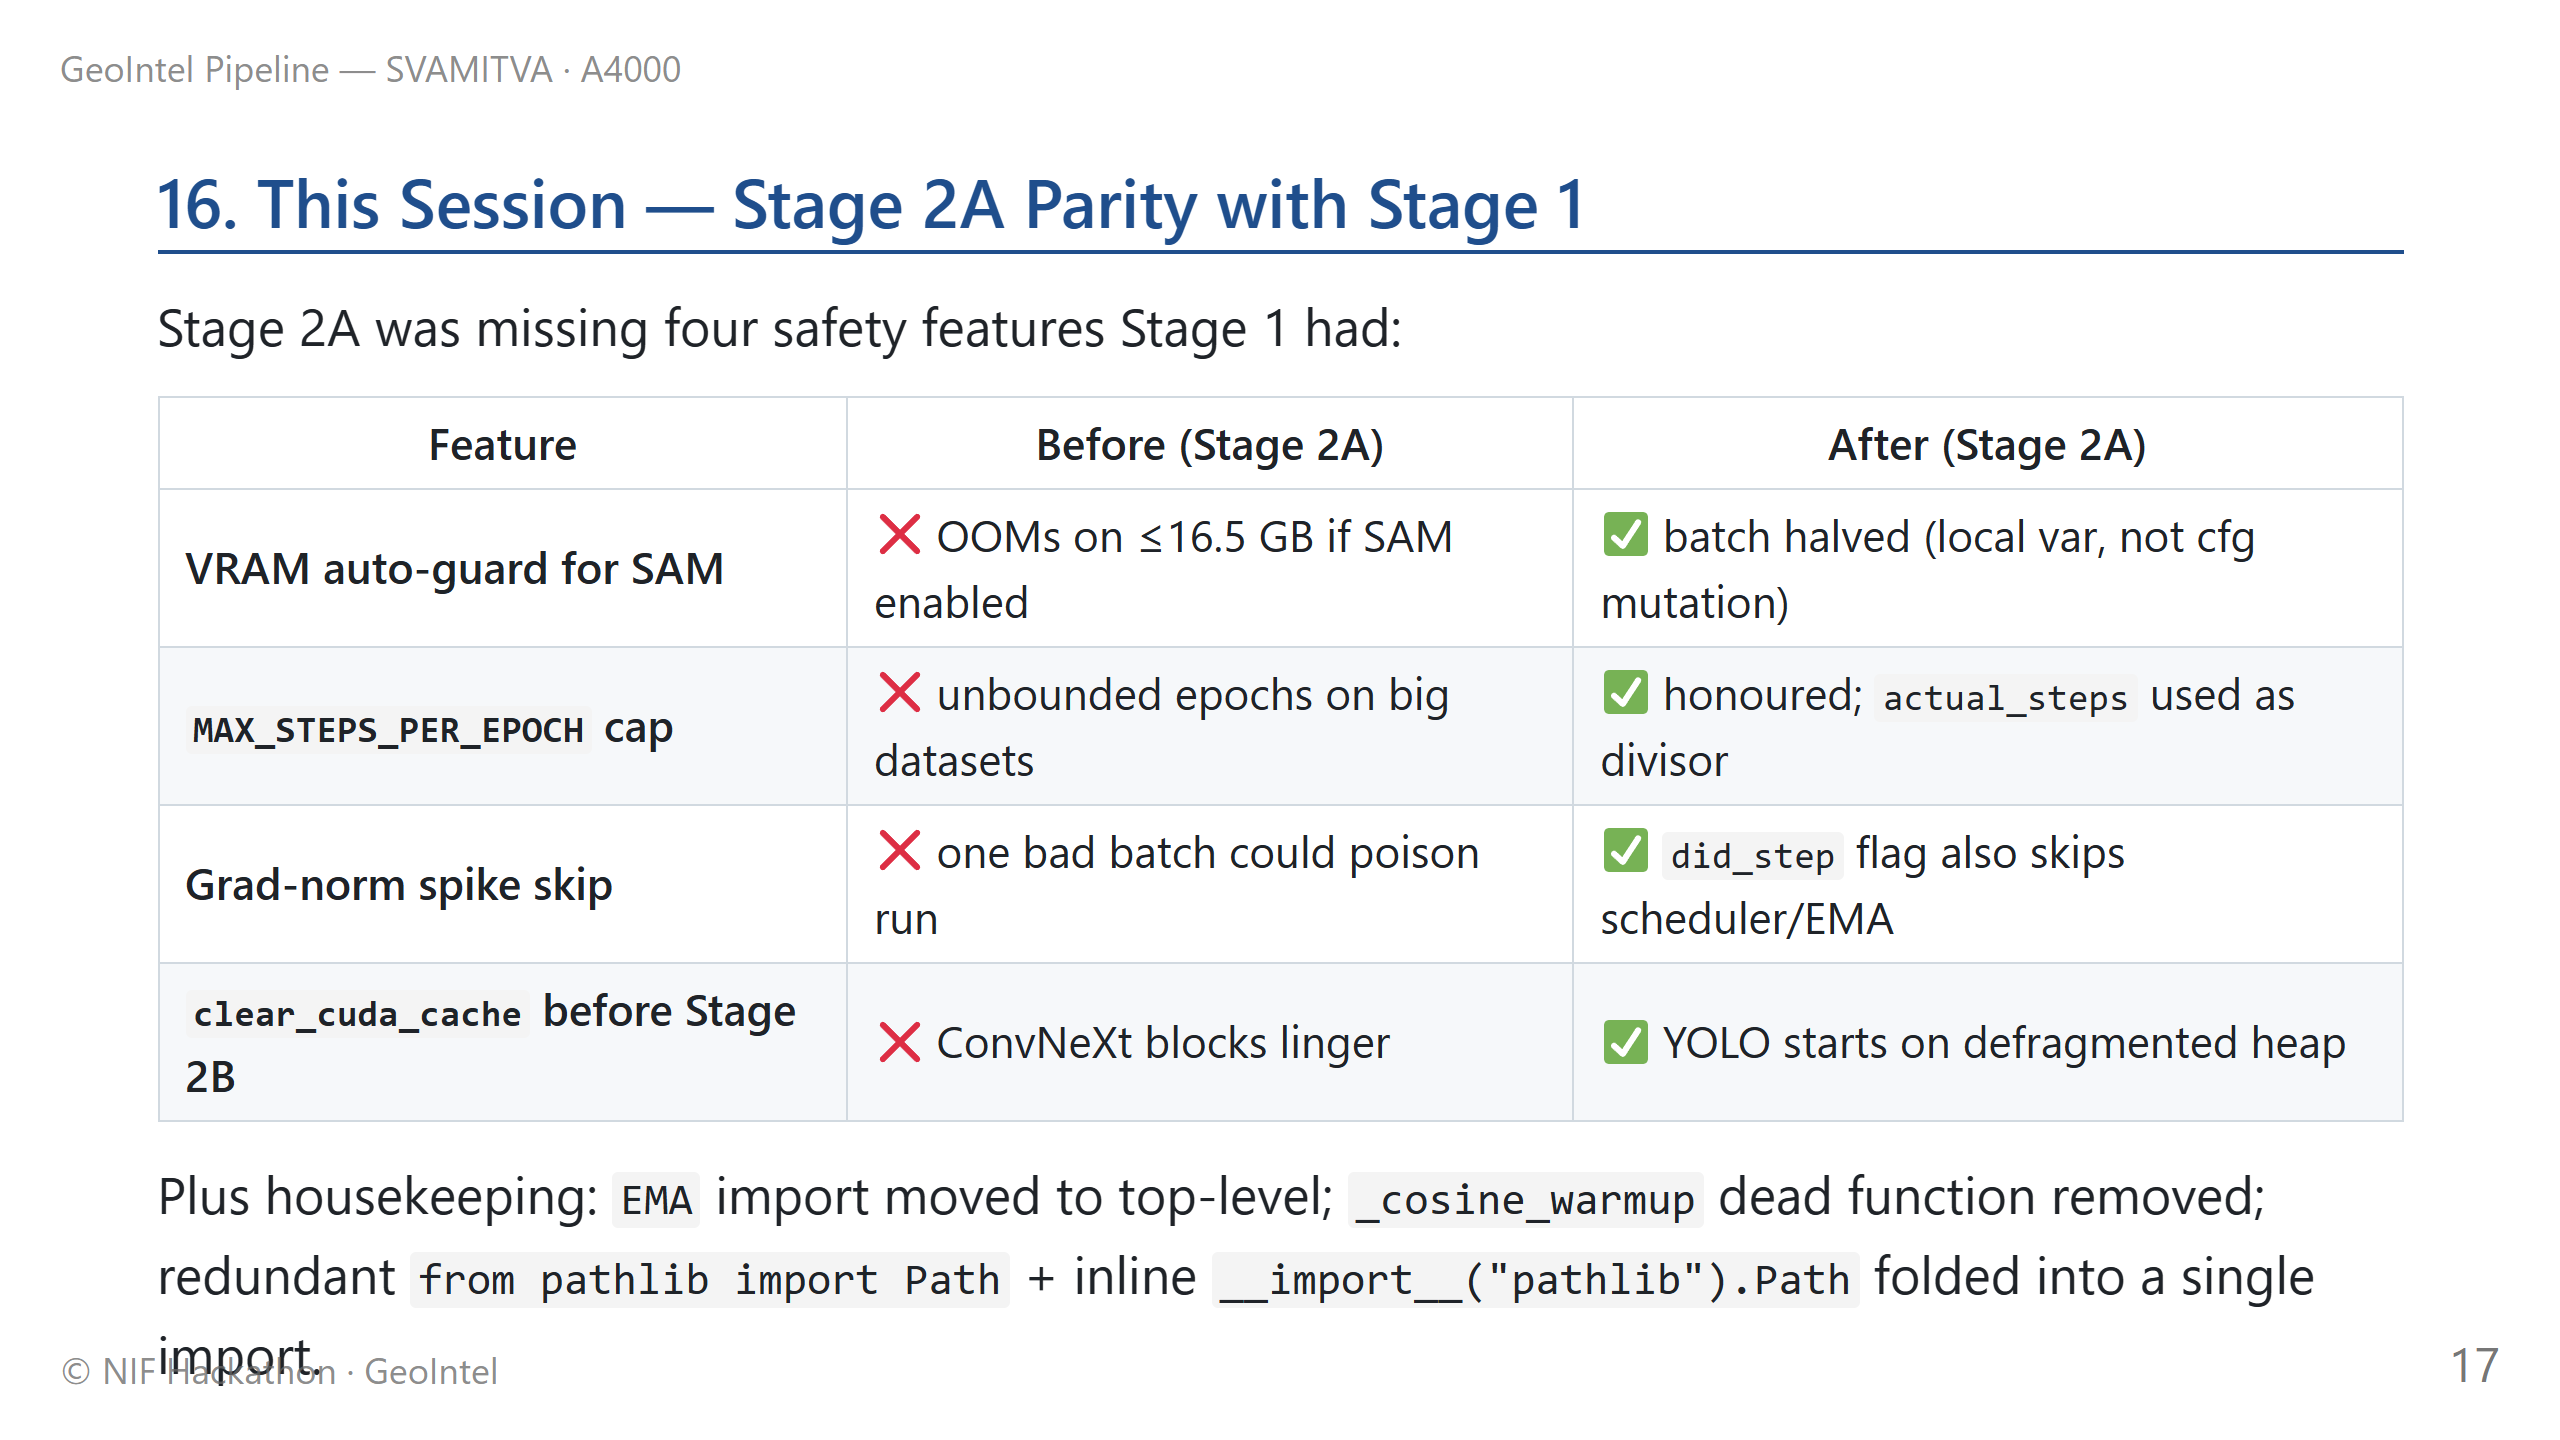 GeoIntel Pipeline — SVAMITVA · A4000
16. This Session — Stage 2A Parity with Stage 1
Stage 2A was missing four safety features Stage 1 had:
Feature Before (Stage 2A) After (Stage 2A)
VRAM auto-guard for SAM
❌ OOMs on ≤16.5 GB if SAM
enabled
✅ batch halved (local var, not cfg
mutation)
MAX_STEPS_PER_EPOCH cap
❌ unbounded epochs on big
datasets
✅ honoured; actual_steps used as
divisor
Grad-norm spike skip
❌ one bad batch could poison
run
✅ did_step flag also skips
scheduler/EMA
clear_cuda_cache before Stage
2B
❌ ConvNeXt blocks linger
✅ YOLO starts on defragmented heap
Plus housekeeping: EMA import moved to top-level; _cosine_warmup dead function removed;
redundant from pathlib import Path + inline __import__("pathlib").Path folded into a single
import.
© NIF Hackathon · GeoIntel
17